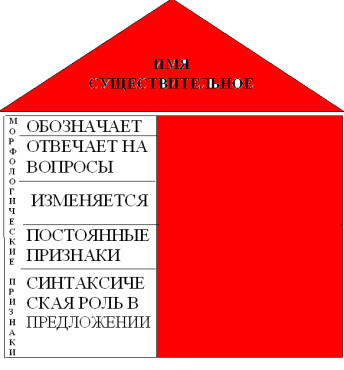 ИМЯ
СУЩЕСТВИТЕЛЬНОЕ
МОРФОЛОГИЧЕСКИЕ ПРИЗНАКИ
ОБОЗНАЧАЕТ
ОТВЕЧАЕТ НА
ВОПРОСЫ
ИЗМЕНЯЕТСЯ
ПОСТОЯННЫЕ
ПРИЗНАКИ
СИНТАКСИЧЕ
СКАЯ РОЛЬ В
ПРЕДЛОЖЕНИИ